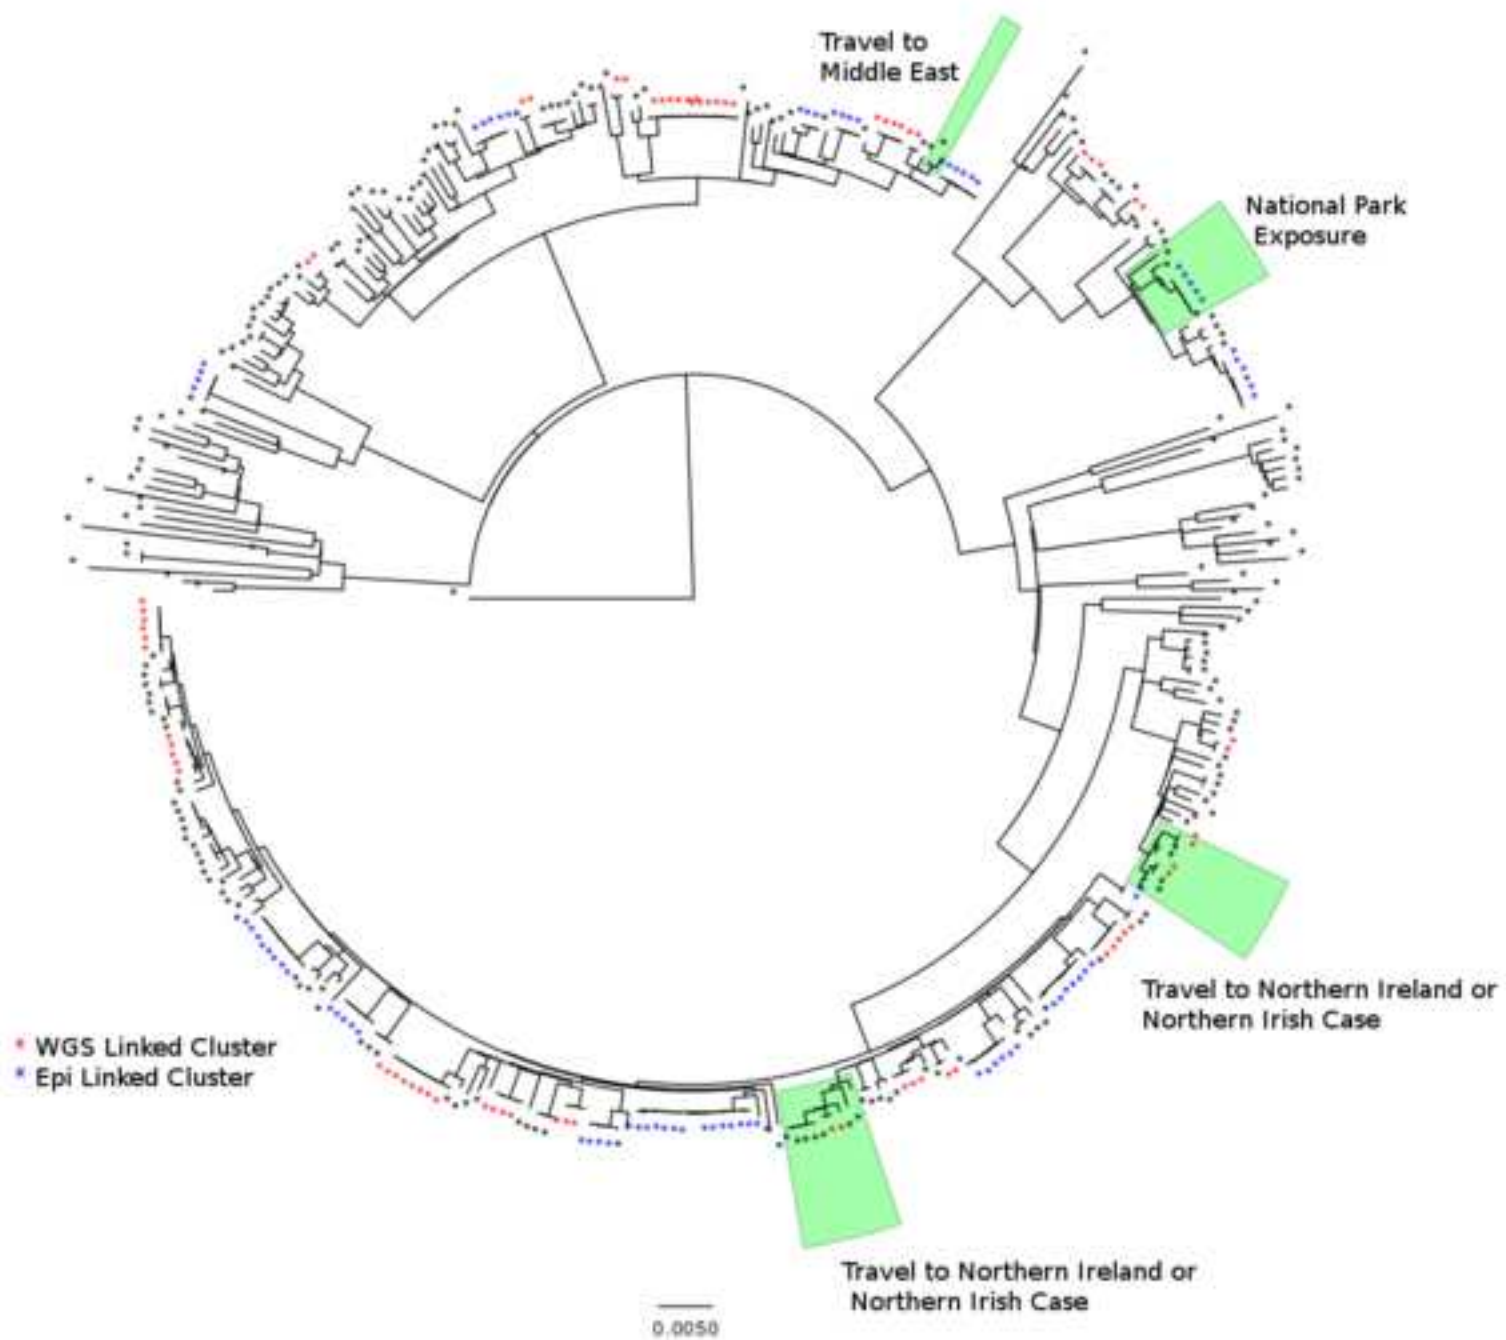 Travel to
Middle East
National Park
Exposure
Travel to Northern Ireland or
Northern Irish Case
* WGS Linked Cluster
* Epi Linked Cluster
Travel to Northern Ireland or
Northern Irish Case
0.0050